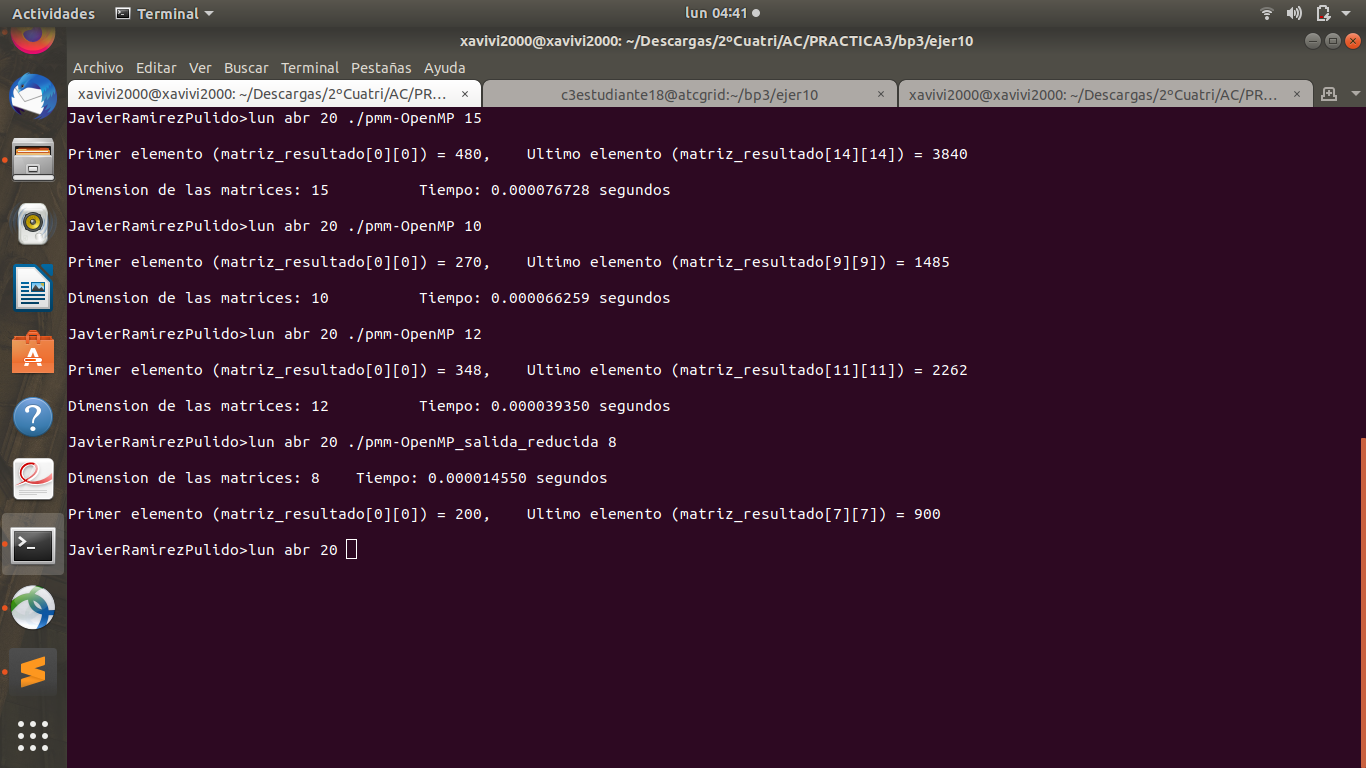 Actividades Terminal lun 04:41
xavivi2000@xavivi2000: ~/Descargas/2ºCuatri/AC/PRACTICA3/bp3/ejer10
Archivo Editar Ver Buscar Terminal Pestañas Ayuda
xavivi2000@xavivi2000: ~/Descargas/2ºCuatri/AC/PR... × c3estudiante18@atcgrid:~/bp3/ejer10 × xavivi2000@xavivi2000: ~/Descargas/2ºCuatri/AC/PR... ×
JavierRamirezPulido>lun abr 20 ./pmm-OpenMP 15
Primer elemento (matriz_resultado[0][0]) = 480, Ultimo elemento (matriz_resultado[14][14]) = 3840
Dimension de las matrices: 15 Tiempo: 0.000076728 segundos
JavierRamirezPulido>lun abr 20 ./pmm-OpenMP 10
Primer elemento (matriz_resultado[0][0]) = 270, Ultimo elemento (matriz_resultado[9][9]) = 1485
Dimension de las matrices: 10 Tiempo: 0.000066259 segundos
JavierRamirezPulido>lun abr 20 ./pmm-OpenMP 12
Primer elemento (matriz_resultado[0][0]) = 348, Ultimo elemento (matriz_resultado[11][11]) = 2262
Dimension de las matrices: 12 Tiempo: 0.000039350 segundos
JavierRamirezPulido>lun abr 20 ./pmm-OpenMP_salida_reducida 8
Dimension de las matrices: 8 Tiempo: 0.000014550 segundos
Primer elemento (matriz_resultado[0][0]) = 200, Ultimo elemento (matriz_resultado[7][7]) = 900
JavierRamirezPulido>lun abr 20